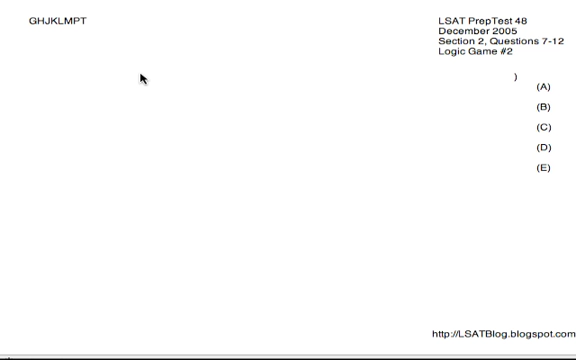 GHJKLMPT
LSAT PrepTest 48
December 2005
Section 2, Questions 7-12
Logic Game #2
)
(A)
(B)
(C)
(D)
(E)
http://LSATBlog.blogspot.com